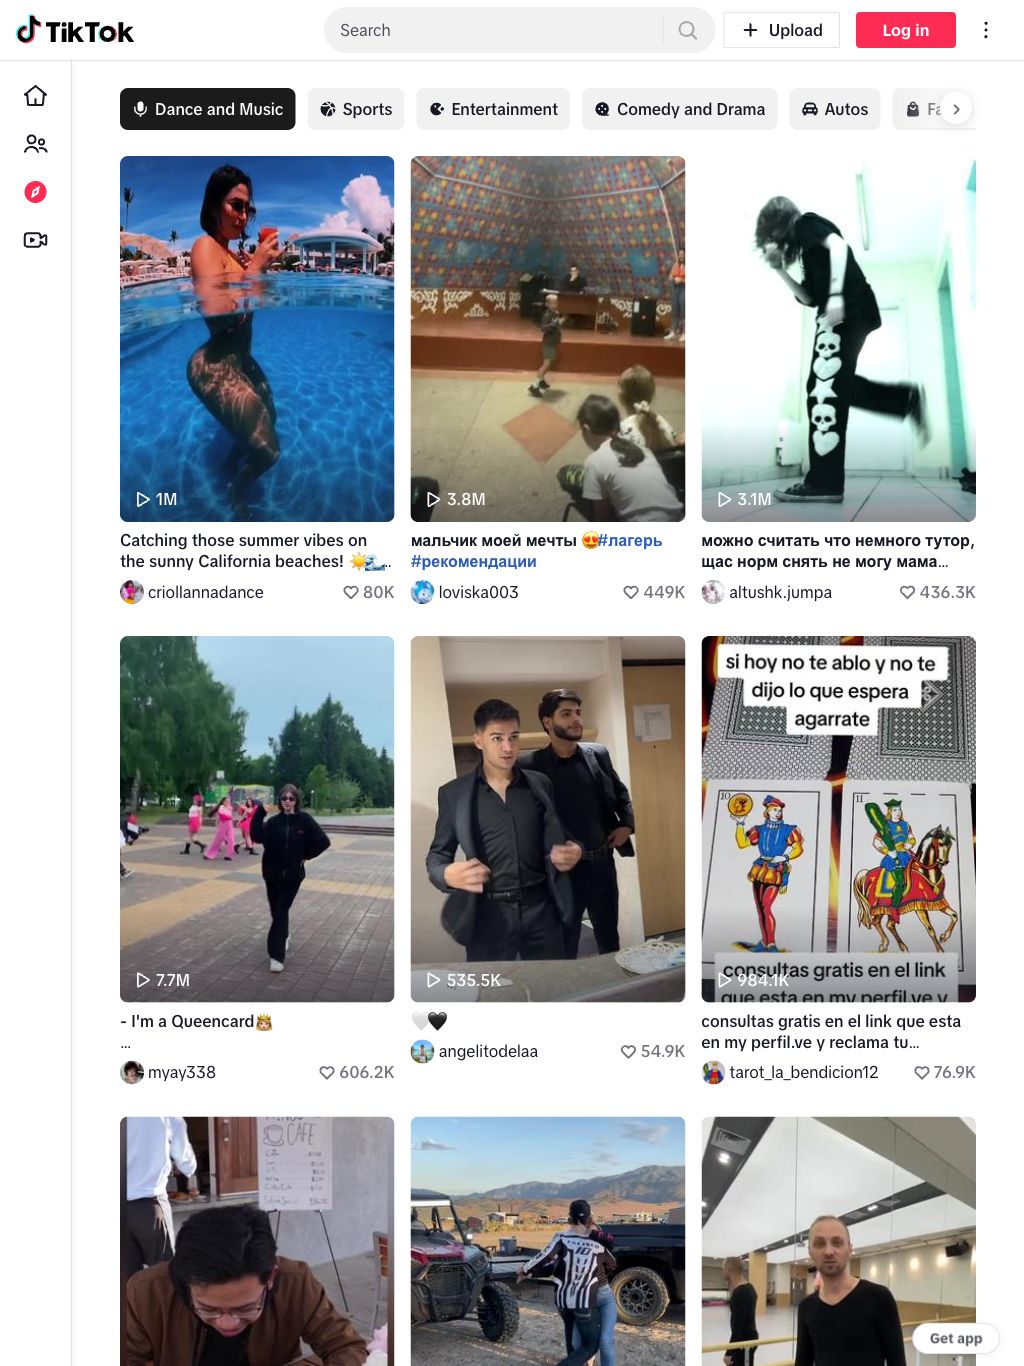 TikTok
Search
Upload
Log in
Dance and Music
Sports
Entertainment
Comedy and Drama
Autos
1M
3.8M
3.1M
Catching those summer vibes on
the sunny California beaches! ☀️🌊...
мальчик моей мечты 😍#лагерь
#рекомендации
можно считать что немного тутор,
щас норм снять не могу мама...
criollannadance
80K
loviska003
449K
altushk.jumpa
436.3K
si hoy no te ablo y no te
dijo lo que espera
agarrate
10
11
consultas gratis en el link
que esta en my perfil.ve y
7.7M
535.5K
984.1K
- I'm a Queencard👸🏼
...
🤍🖤
consultas gratis en el link que esta
en my perfil.ve y reclama tu...
myay338
606.2K
angelitodelaa
54.9K
tarot_la_bendicion12
76.9K
CAFE
JALISCO
10
Get app